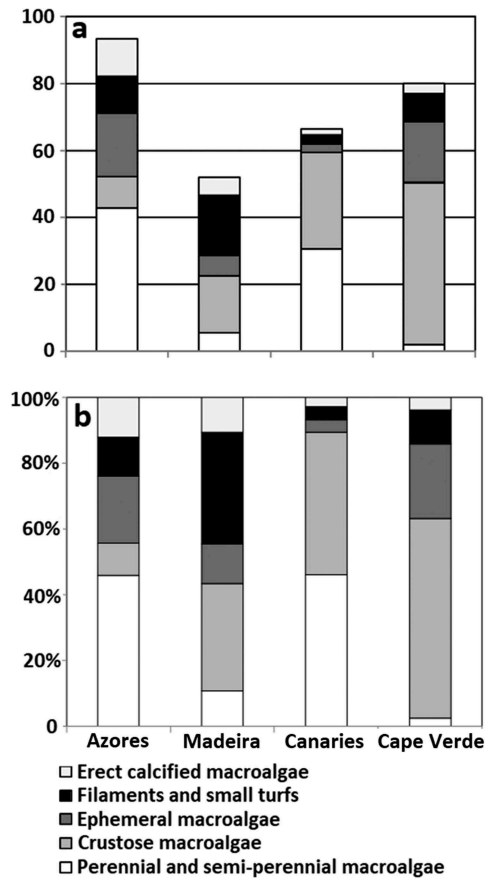 100
a
80
60
40
20
0
100%
b
80%
60%
40%
20%
0
Azores Madeira Canaries Cape Verde
Erect calcified macroalgae
Filaments and small turfs
Ephemeral macroalgae
Crustose macroalgae
Perennial and semi-perennial macroalgae